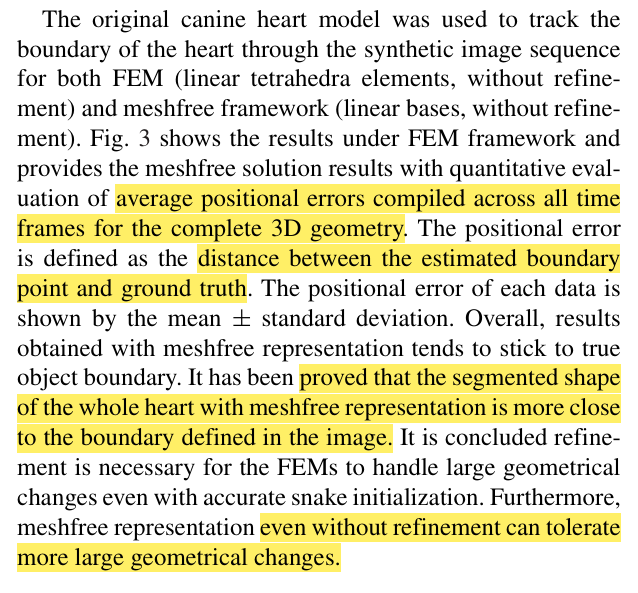 The original canine heart model was used to track the
boundary of the heart through the synthetic image sequence
for both FEM (linear tetrahedra elements, without refine-
ment) and meshfree framework (linear bases, without refine-
ment). Fig. 3 shows the results under FEM framework and
provides the meshfree solution results with quantitative eval-
uation of average positional errors compiled across all time
frames for the complete 3D geometry. The positional error
is defined as the distance between the estimated boundary
point and ground truth. The positional error of each data is
shown by the mean ± standard deviation. Overall, results
obtained with meshfree representation tends to stick to true
object boundary. It has been proved that the segmented shape
of the whole heart with meshfree representation is more close
to the boundary defined in the image. It is concluded refine-
ment is necessary for the FEMs to handle large geometrical
changes even with accurate snake initialization. Furthermore,
meshfree representation even without refinement can tolerate
more large geometrical changes.